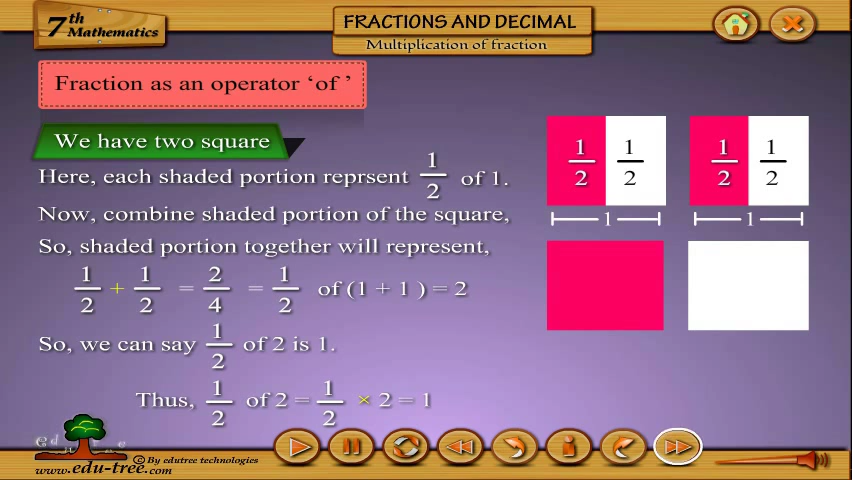 7th
Mathematics
FRACTIONS AND DECIMAL
Multiplication of fraction
Fraction as an operator ‘of ’
We have two square
Here, each shaded portion reprsent 1/2 of 1.
Now, combine shaded portion of the square,
So, shaded portion together will represent,
1/2 + 1/2 = 2/4 = 1/2 of (1 + 1 ) = 2
So, we can say 1/2 of 2 is 1.
Thus, 1/2 of 2 = 1/2 × 2 = 1
1/2 1/2 1/2 1/2
1 1
© By edutree technologies
www.edu-tree.com